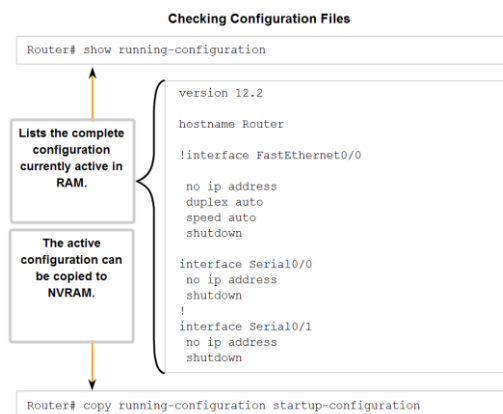 Checking Configuration Files
Router# show running-configuration
Lists the complete
configuration
currently active in
RAM.
The active
configuration can
be copied to
NVRAM.
version 12.2
hostname Router
!interface FastEthernet0/0
no ip address
duplex auto
speed auto
shutdown
interface Serial0/0
no ip address
shutdown
!
interface Serial0/1
no ip address
shutdown
Router# copy running-configuration startup-configuration